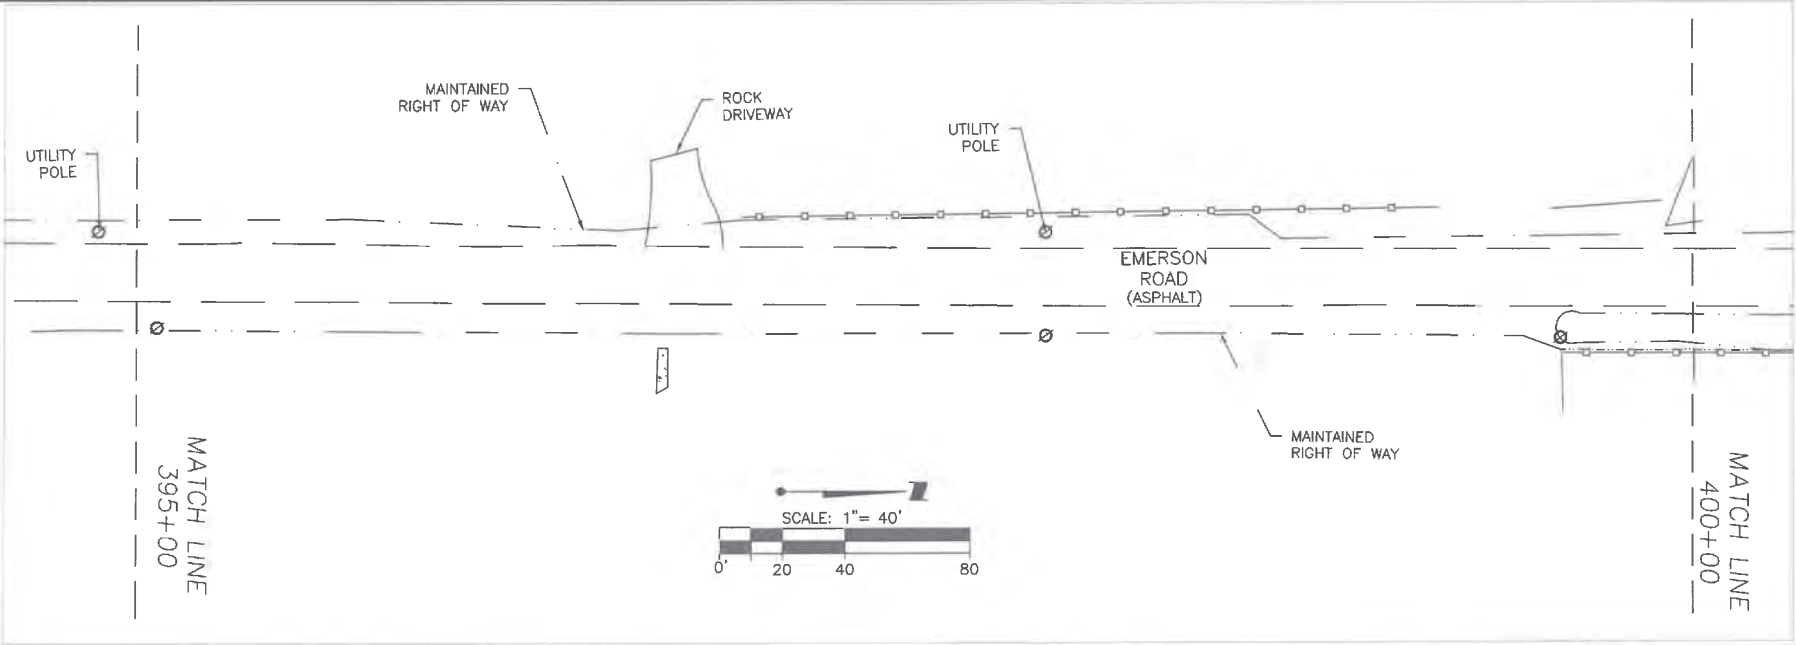 MAINTAINED
RIGHT OF WAY
ROCK
DRIVEWAY
UTILITY
POLE
UTILITY
POLE
EMERSON
ROAD
(ASPHALT)
MAINTAINED
RIGHT OF WAY
MATCH LINE
395+00
MATCH LINE
400+00
Z
SCALE: 1"= 40'
0' 20 40 80